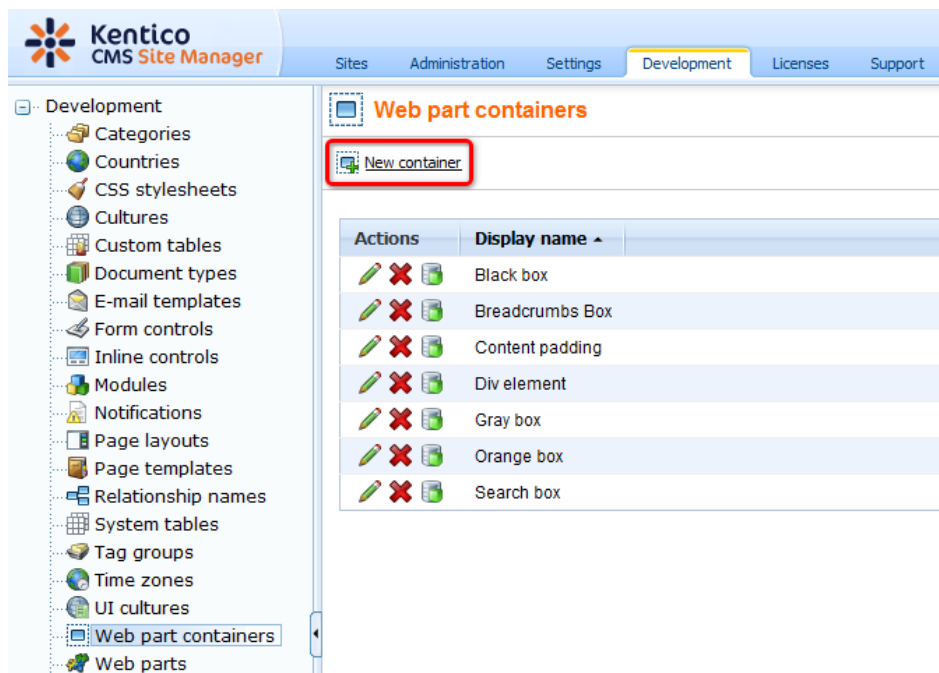 Kentico
CMS Site Manager
Sites Administration Settings Development Licenses Support
Development
Categories
Countries
CSS stylesheets
Cultures
Custom tables
Document types
E-mail templates
Form controls
Inline controls
Modules
Notifications
Page layouts
Page templates
Relationship names
System tables
Tag groups
Time zones
UI cultures
Web part containers
Web parts
Web part containers
New container
Actions Display name
Black box
Breadcrumbs Box
Content padding
Div element
Gray box
Orange box
Search box